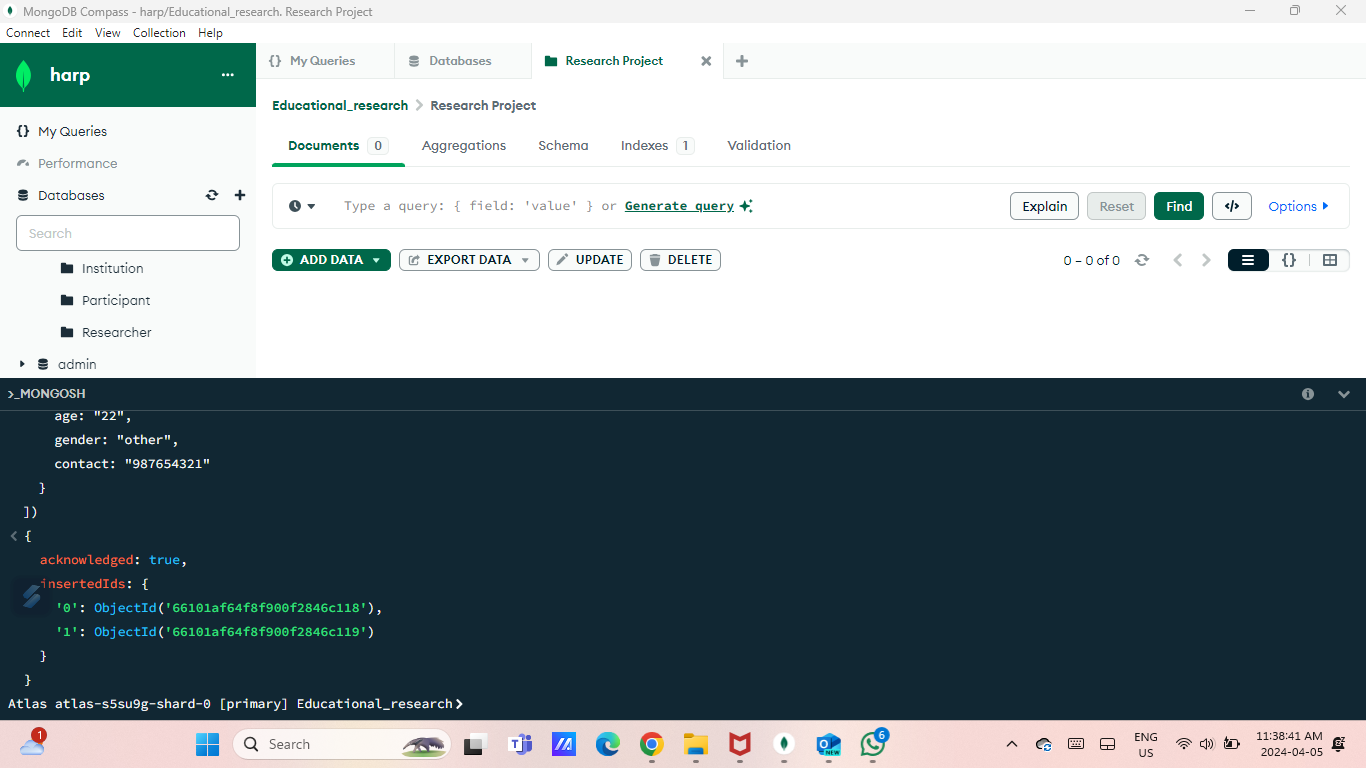 MongoDB Compass - harp/Educational_research. Research Project
Connect Edit View Collection Help
harp
My Queries
Databases
Research Project
Educational_research > Research Project
My Queries
Performance
Databases
Search
Institution
Participant
Researcher
admin
Documents 0 Aggregations Schema Indexes 1 Validation
Type a query: { field: 'value' } or Generate query
Explain Reset Find </> Options
ADD DATA EXPORT DATA UPDATE DELETE
0 – 0 of 0 {}
>_MONGOSH
age: "22",
gender: "other",
contact: "987654321"
}
])
< {
acknowledged: true,
insertedIds: {
'0': ObjectId('66101af64f8f900f2846c118'),
'1': ObjectId('66101af64f8f900f2846c119')
}
}
Atlas atlas-s5su9g-shard-0 [primary] Educational_research>
1
Search
NEW
6
ENG
US
11:38:41 AM
2024-04-05